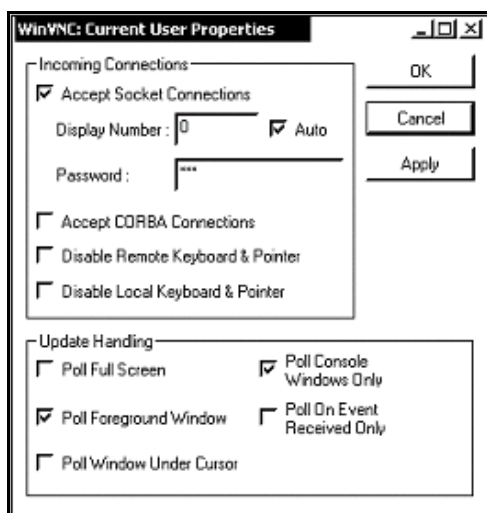 WinVNC: Current User Properties
Incoming Connections
Accept Socket Connections
Display Number : 0
Auto
Password : ***
Accept CORBA Connections
Disable Remote Keyboard & Pointer
Disable Local Keyboard & Pointer
OK
Cancel
Apply
Update Handling
Poll Full Screen
Poll Console
Windows Only
Poll Foreground Window
Poll On Event
Received Only
Poll Window Under Cursor